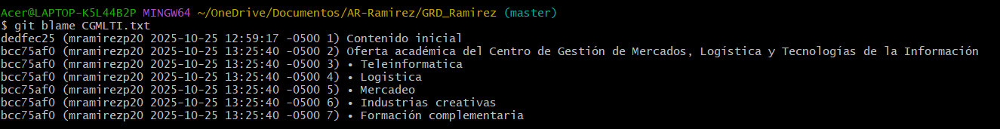 Acer@LAPTOP-K5L44B2P MINGW64 ~/OneDrive/Documentos/AR-Ramirez/GRD_Ramirez (master)
$ git blame CGMLTI.txt
dedfec25 (mramirezp20 2025-10-25 12:59:17 -0500 1) Contenido inicial
bcc75af0 (mramirezp20 2025-10-25 13:25:40 -0500 2) Oferta académica del Centro de Gestión de Mercados, Logística y Tecnologías de la Información
bcc75af0 (mramirezp20 2025-10-25 13:25:40 -0500 3) • Teleinformatica
bcc75af0 (mramirezp20 2025-10-25 13:25:40 -0500 4) • Logistica
bcc75af0 (mramirezp20 2025-10-25 13:25:40 -0500 5) • Mercadeo
bcc75af0 (mramirezp20 2025-10-25 13:25:40 -0500 6) • Industrias creativas
bcc75af0 (mramirezp20 2025-10-25 13:25:40 -0500 7) • Formación complementaria